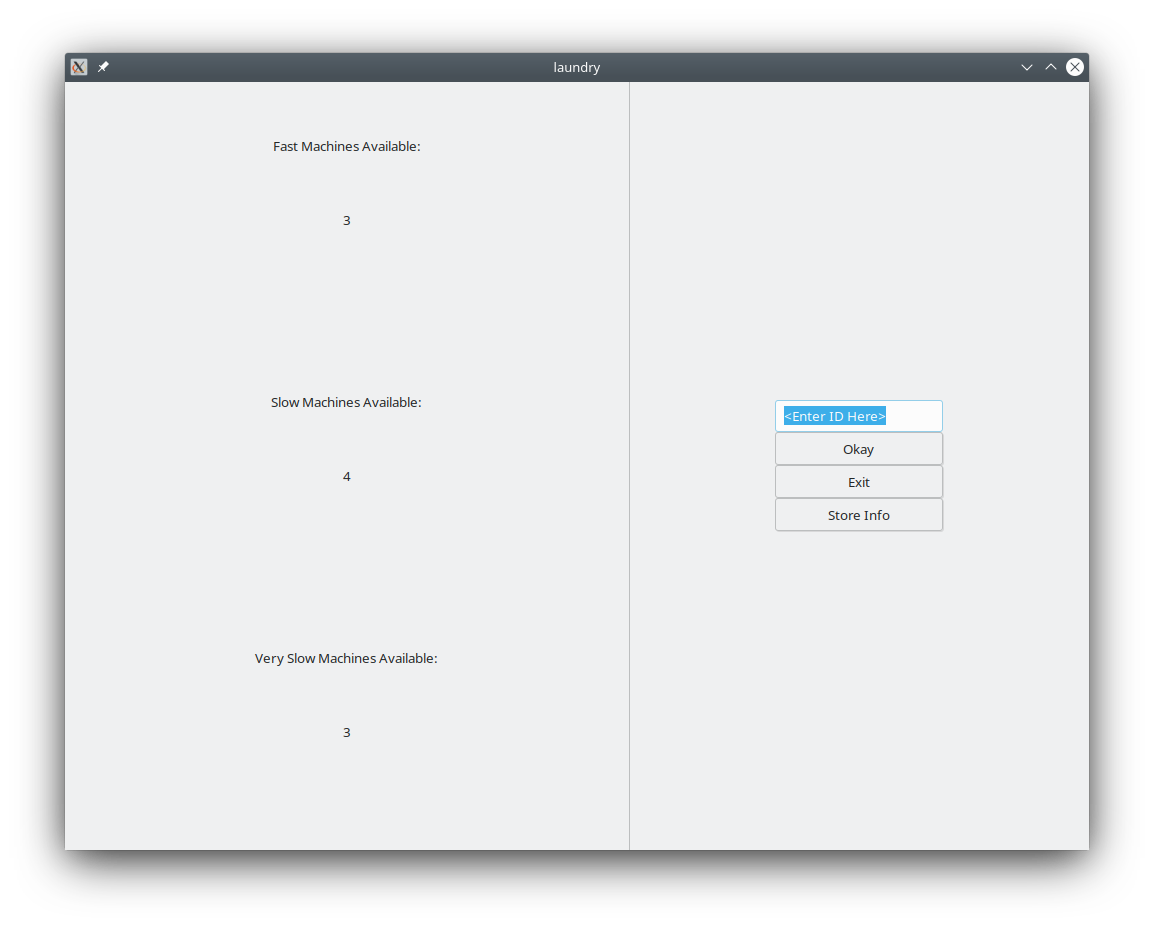 laundry
Fast Machines Available:
3
Slow Machines Available:
4
Very Slow Machines Available:
3
<Enter ID Here>
Okay
Exit
Store Info